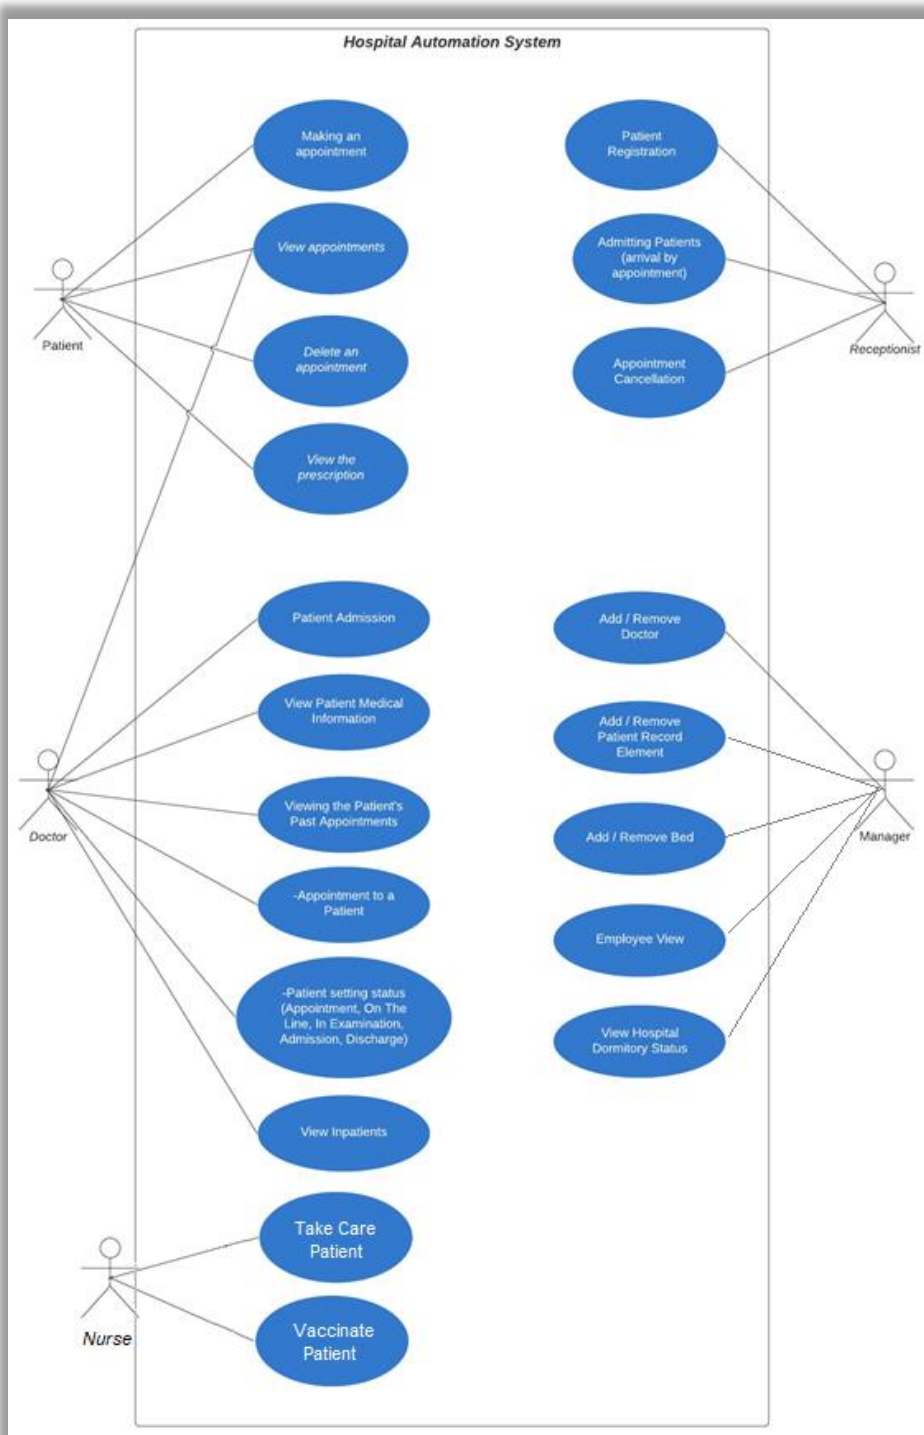 Hospital Automation System
Making an
appointment
View appointments
Delete an
appointment
View the
prescription
Patient
Patient
Registration
Admitting Patients
(arrival by
appointment)
Appointment
Cancellation
Receptionist
Patient Admission
View Patient Medical
Information
Viewing the Patient's
Past Appointments
-Appointment to a
Patient
-Patient setting status
(Appointment, On The
Line, In Examination,
Admission, Discharge)
View Inpatients
Doctor
Add / Remove
Doctor
Add / Remove
Patient Record
Element
Add / Remove Bed
Employee View
View Hospital
Dormitory Status
Manager
Take Care
Patient
Vaccinate
Patient
Nurse